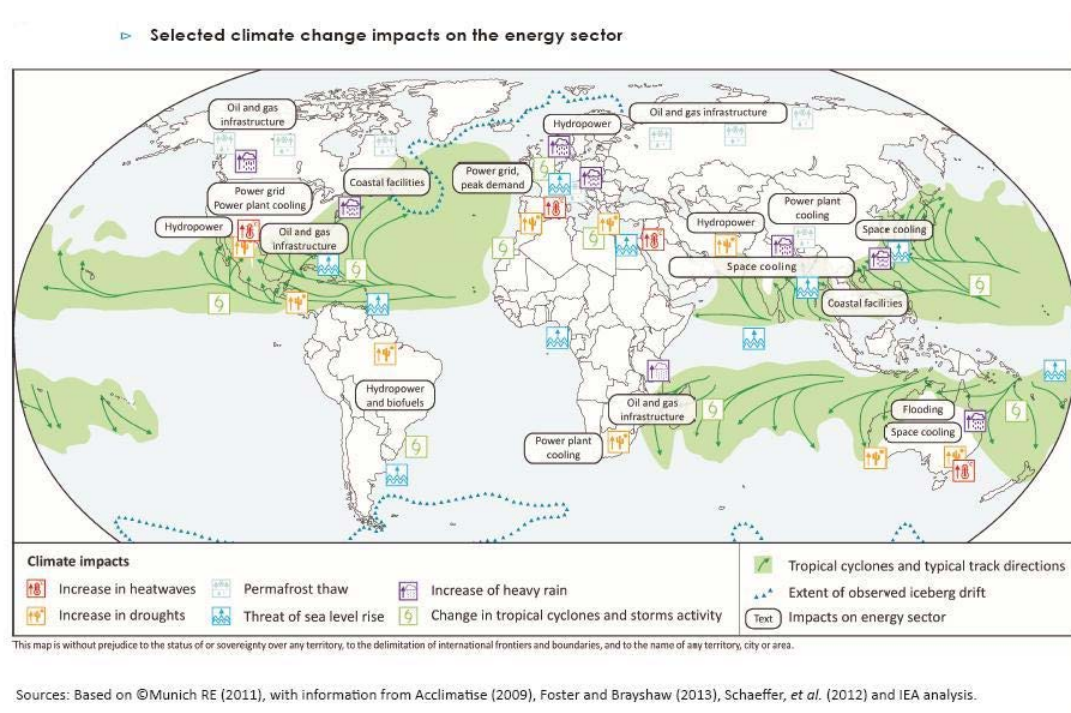 Selected climate change impacts on the energy sector
Oil and gas
infrastructure
Oil and gas infrastructure
Hydropower
Power grid,
peak demand
Coastal facilities
Power grid
Power plant cooling
Power plant
cooling
Hydropower
Hydropower
Oil and gas
infrastructure
Space cooling
Space cooling
Coastal facilities
Hydropower
and biofuels
Oil and gas
infrastructure
Flooding
Space cooling
Power plant
cooling
Climate impacts
Increase in heatwaves
Permafrost thaw
Increase of heavy rain
Increase in droughts
Threat of sea level rise
Change in tropical cyclones and storms activity
Tropical cyclones and typical track directions
Extent of observed iceberg drift
Text
Impacts on energy sector
This map is without prejudice to the status of or sovereignty over any territory, to the delimitation of international frontiers and boundaries, and to the name of any territory, city or area.
Sources: Based on ©Munich RE (2011), with information from Acclimatise (2009), Foster and Brayshaw (2013), Schaeffer, et al. (2012) and IEA analysis.